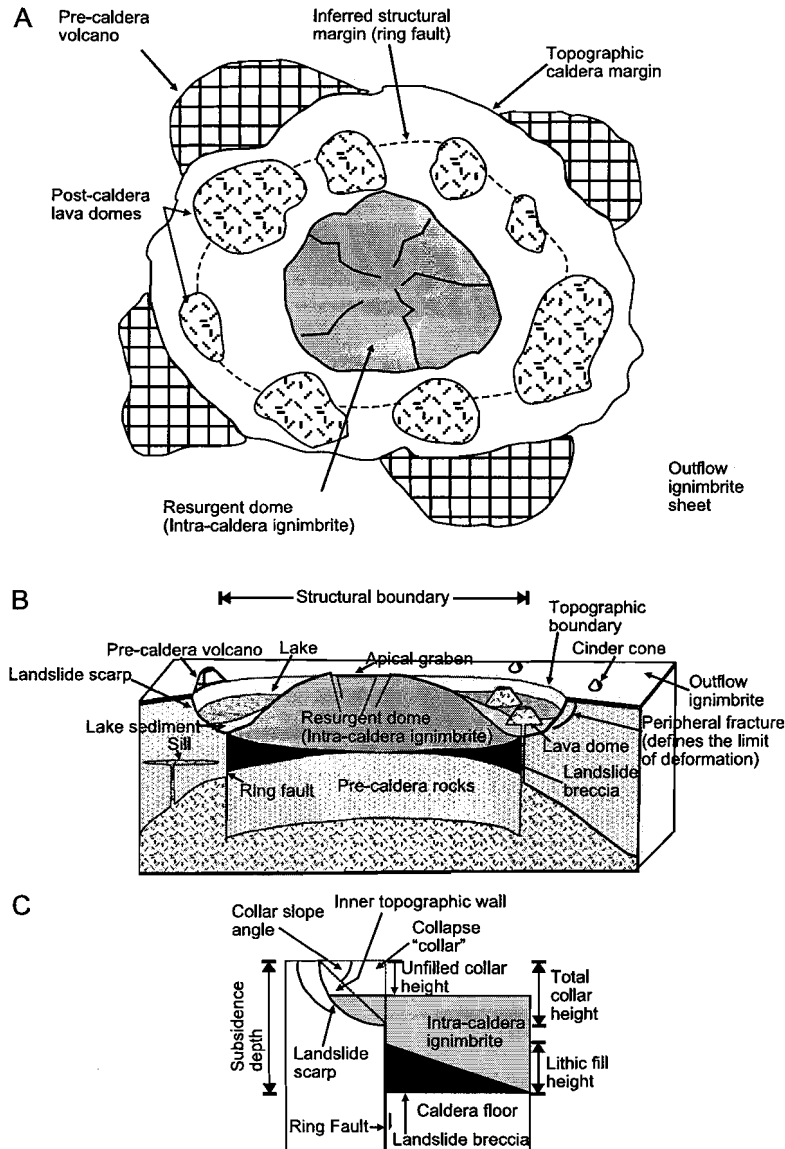 A
Pre-caldera
volcano
Inferred structural
margin (ring fault)
Topographic
caldera margin
Post-caldera
lava domes
Resurgent dome
(Intra-caldera ignimbrite)
Outflow
ignimbrite
sheet
B
Structural boundary
Topographic
boundary
Pre-caldera volcano
Lake
Apical graben
Cinder cone
Landslide scarp
Outflow
ignimbrite
Lake sediment
Sill
Resurgent dome
(Intra-caldera ignimbrite)
Peripheral fracture
(defines the limit
of deformation)
Lava dome
Landslide
breccia
Ring fault
Pre-caldera rocks
C
Inner topographic wall
Collar slope
angle
Collapse
"collar"
Unfilled collar
height
Total
collar
height
Subsidence
depth
Intra-caldera
ignimbrite
Landslide
scarp
Lithic fill
height
Caldera floor
Ring Fault
Landslide breccia